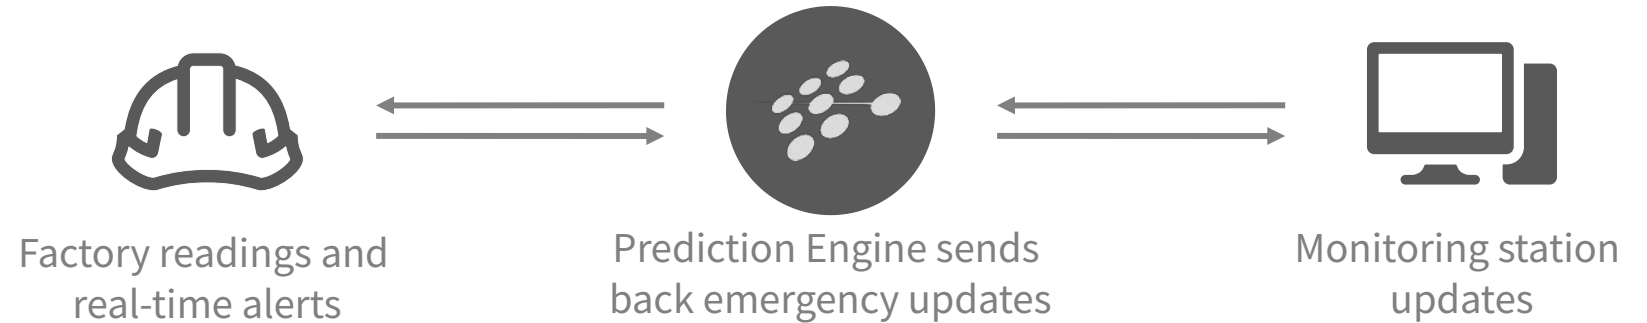 Factory readings and
real-time alerts
Prediction Engine sends
back emergency updates
Monitoring station
updates